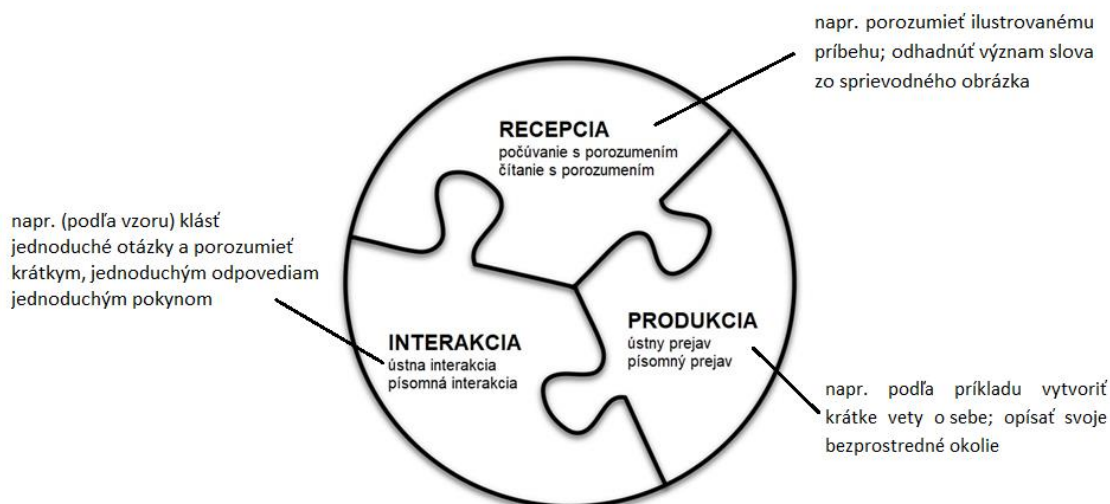 napr. porozumieť ilustrovanému
príbehu; odhadnúť význam slova
zo sprievodného obrázka
RECEPCIA
počúvanie s porozumením
čítanie s porozumením
napr. (podľa vzoru) klásť
jednoduché otázky a porozumieť
krátkym, jednoduchým odpovediam
jednoduchým pokynom
INTERAKCIA
ústna interakcia
písomná interakcia
PRODUKCIA
ústny prejav
písomný prejav
napr. podľa príkladu vytvoriť
krátke vety o sebe; opísať svoje
bezprostredné okolie